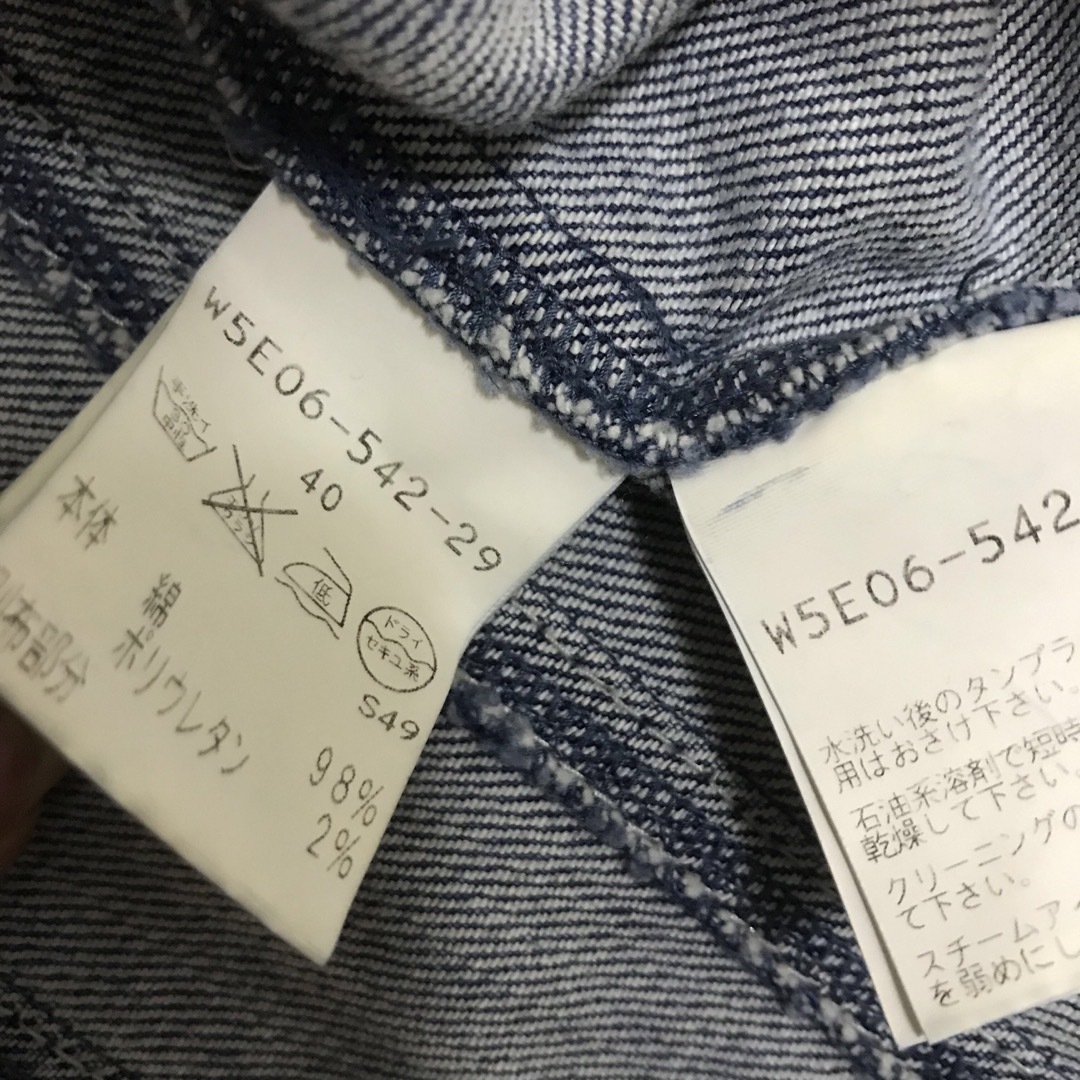 W5E06-542-29
手洗イ
40
低
ドライ
セキユ系
S49
本体
綿 98%
ポリウレタン 2%
布部分
W5E06-542
水洗い後のタンブラ
用はおさけ下さい。
石油系溶剤で短時
乾燥して下さい。
クリーニングの
て下さい。
スチームアイ
を弱めにし